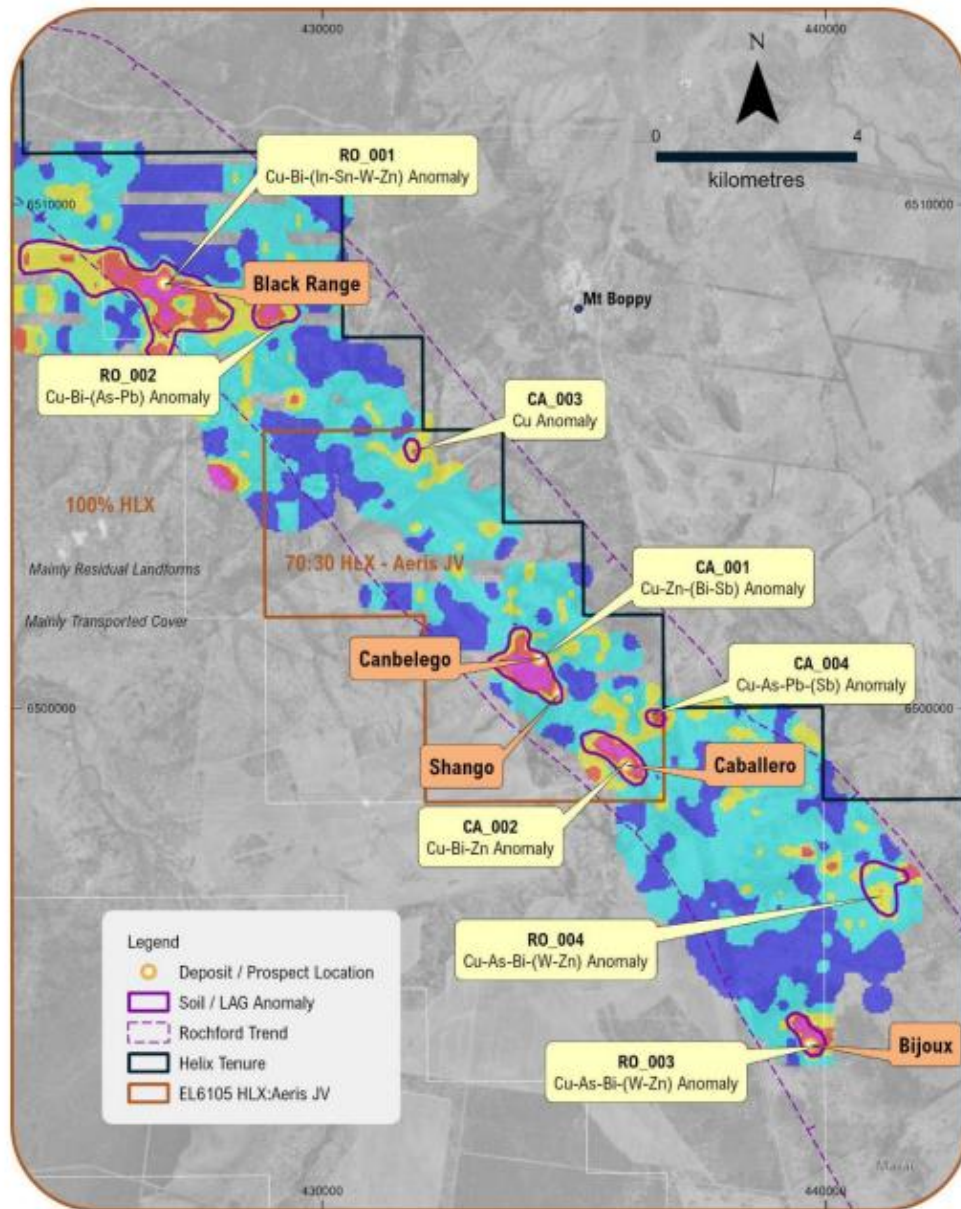 430000
440000
N
0
4
kilometres
RO_001
Cu-Bi-(In-Sn-W-Zn) Anomaly
6510000
6510000
Black Range
Mt Boppy
RO_002
Cu-Bi-(As-Pb) Anomaly
CA_003
Cu Anomaly
100% HLX
70:30 HLX - Aeris JV
Mainly Residual Landforms
Mainly Transported Cover
CA_001
Cu-Zn-(Bi-Sb) Anomaly
Canbelego
CA_004
Cu-As-Pb-(Sb) Anomaly
6500000
6500000
Shango
Caballero
CA_002
Cu-Bi-Zn Anomaly
RO_004
Cu-As-Bi-(W-Zn) Anomaly
Legend
Deposit / Prospect Location
Soil / LAG Anomaly
Rochford Trend
Helix Tenure
EL6105 HLX:Aeris JV
RO_003
Cu-As-Bi-(W-Zn) Anomaly
Bijoux
430000
440000